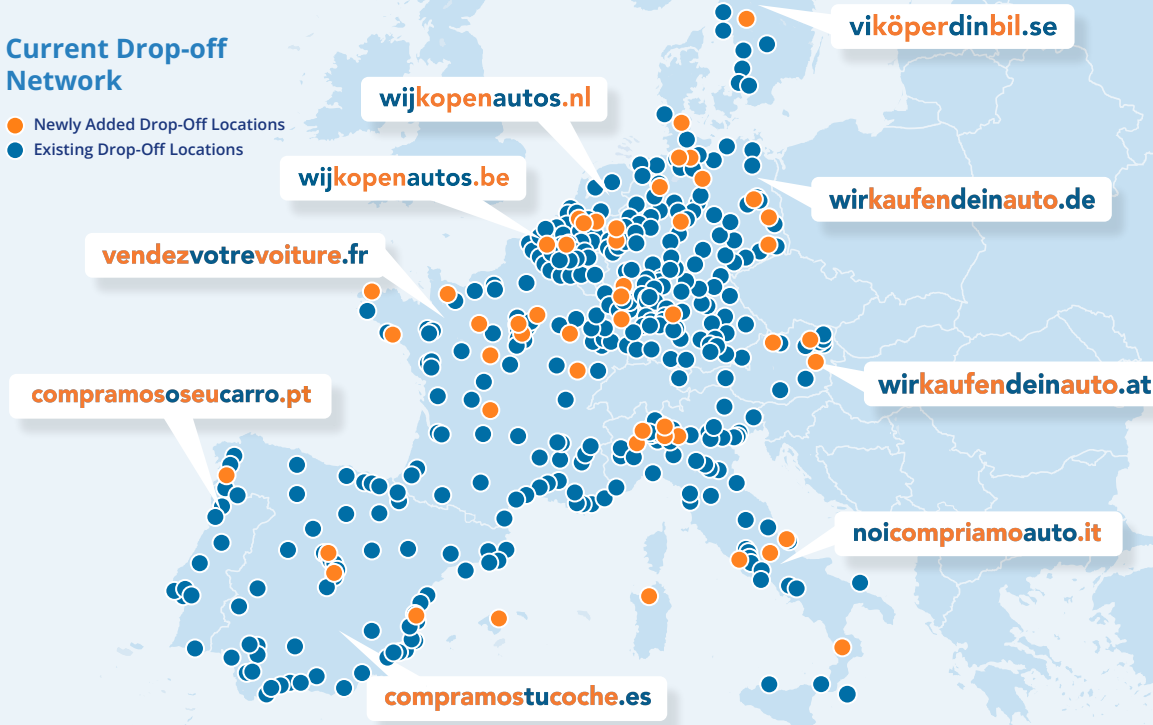 Current Drop-off
Network
Newly Added Drop-Off Locations
Existing Drop-Off Locations
viköperdinbil.se
wijkopenautos.nl
wijkopenautos.be
wirkaufendeinauto.de
vendezvotrevoiture.fr
compramososeucarro.pt
wirkaufendeinauto.at
noicompriamoauto.it
compramostucoche.es